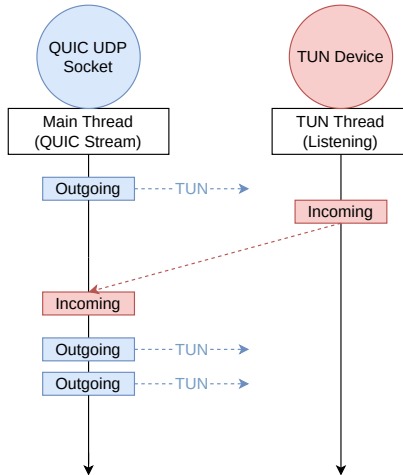 QUIC UDP
Socket
TUN Device
Main Thread
(QUIC Stream)
TUN Thread
(Listening)
Outgoing
TUN
Incoming
Incoming
Outgoing
TUN
Outgoing
TUN